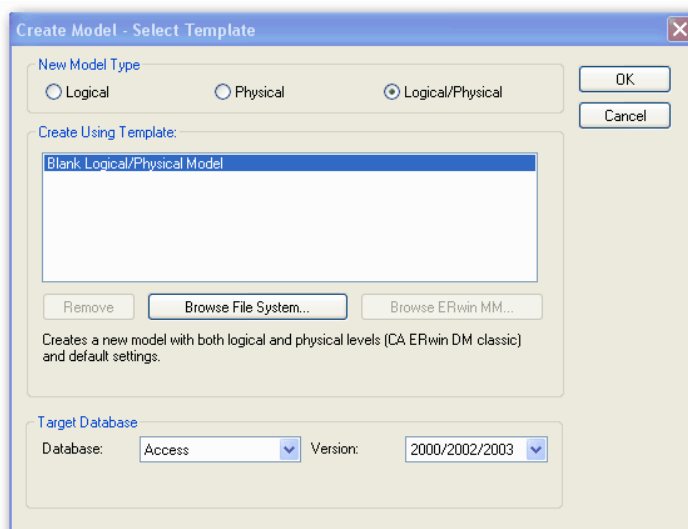 Create Model - Select Template
New Model Type
Logical Physical Logical/Physical
OK
Cancel
Create Using Template:
Blank Logical/Physical Model
Remove Browse File System... Browse ERwin MM...
Creates a new model with both logical and physical levels (CA ERwin DM classic)
and default settings.
Target Database
Database: Access Version: 2000/2002/2003